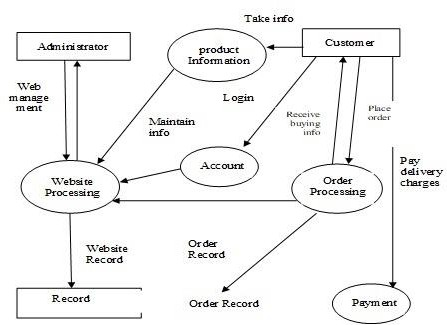 Take info
Administrator
product
Information
Customer
Web
manage
ment
Login
Receive
buying
info
Place
order
Maintain
info
Account
Pay
delivery
charges
Website
Processing
Order
Processing
Website
Record
Order
Record
Record
Order Record
Payment